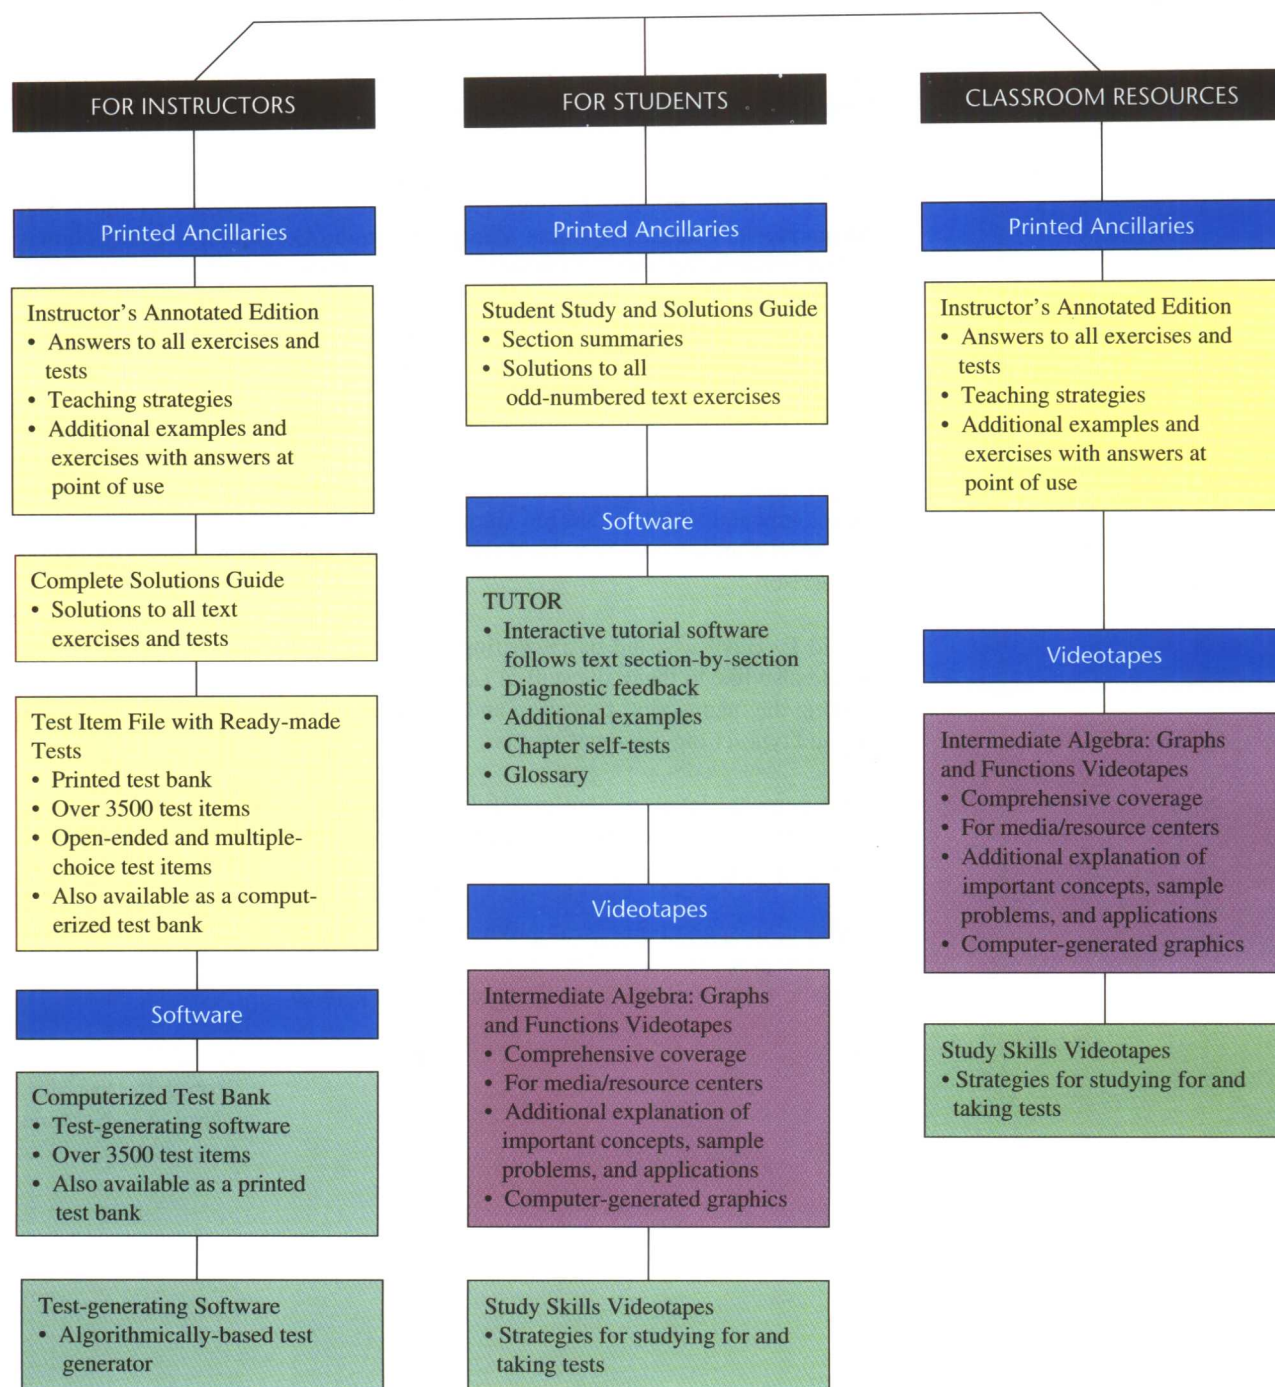 FOR INSTRUCTORS
Printed Ancillaries
Instructor's Annotated Edition
• Answers to all exercises and
tests
• Teaching strategies
• Additional examples and
exercises with answers at
point of use
Complete Solutions Guide
• Solutions to all text
exercises and tests
Test Item File with Ready-made
Tests
• Printed test bank
• Over 3500 test items
• Open-ended and multiple-
choice test items
• Also available as a comput-
erized test bank
Software
Computerized Test Bank
• Test-generating software
• Over 3500 test items
• Also available as a printed
test bank
Test-generating Software
• Algorithmically-based test
generator
FOR STUDENTS
Printed Ancillaries
Student Study and Solutions Guide
• Section summaries
• Solutions to all
odd-numbered text exercises
Software
TUTOR
• Interactive tutorial software
follows text section-by-section
• Diagnostic feedback
• Additional examples
• Chapter self-tests
• Glossary
Videotapes
Intermediate Algebra: Graphs
and Functions Videotapes
• Comprehensive coverage
• For media/resource centers
• Additional explanation of
important concepts, sample
problems, and applications
• Computer-generated graphics
Study Skills Videotapes
• Strategies for studying for and
taking tests
CLASSROOM RESOURCES
Printed Ancillaries
Instructor's Annotated Edition
• Answers to all exercises and
tests
• Teaching strategies
• Additional examples and
exercises with answers at
point of use
Videotapes
Intermediate Algebra: Graphs
and Functions Videotapes
• Comprehensive coverage
• For media/resource centers
• Additional explanation of
important concepts, sample
problems, and applications
• Computer-generated graphics
Study Skills Videotapes
• Strategies for studying for and
taking tests